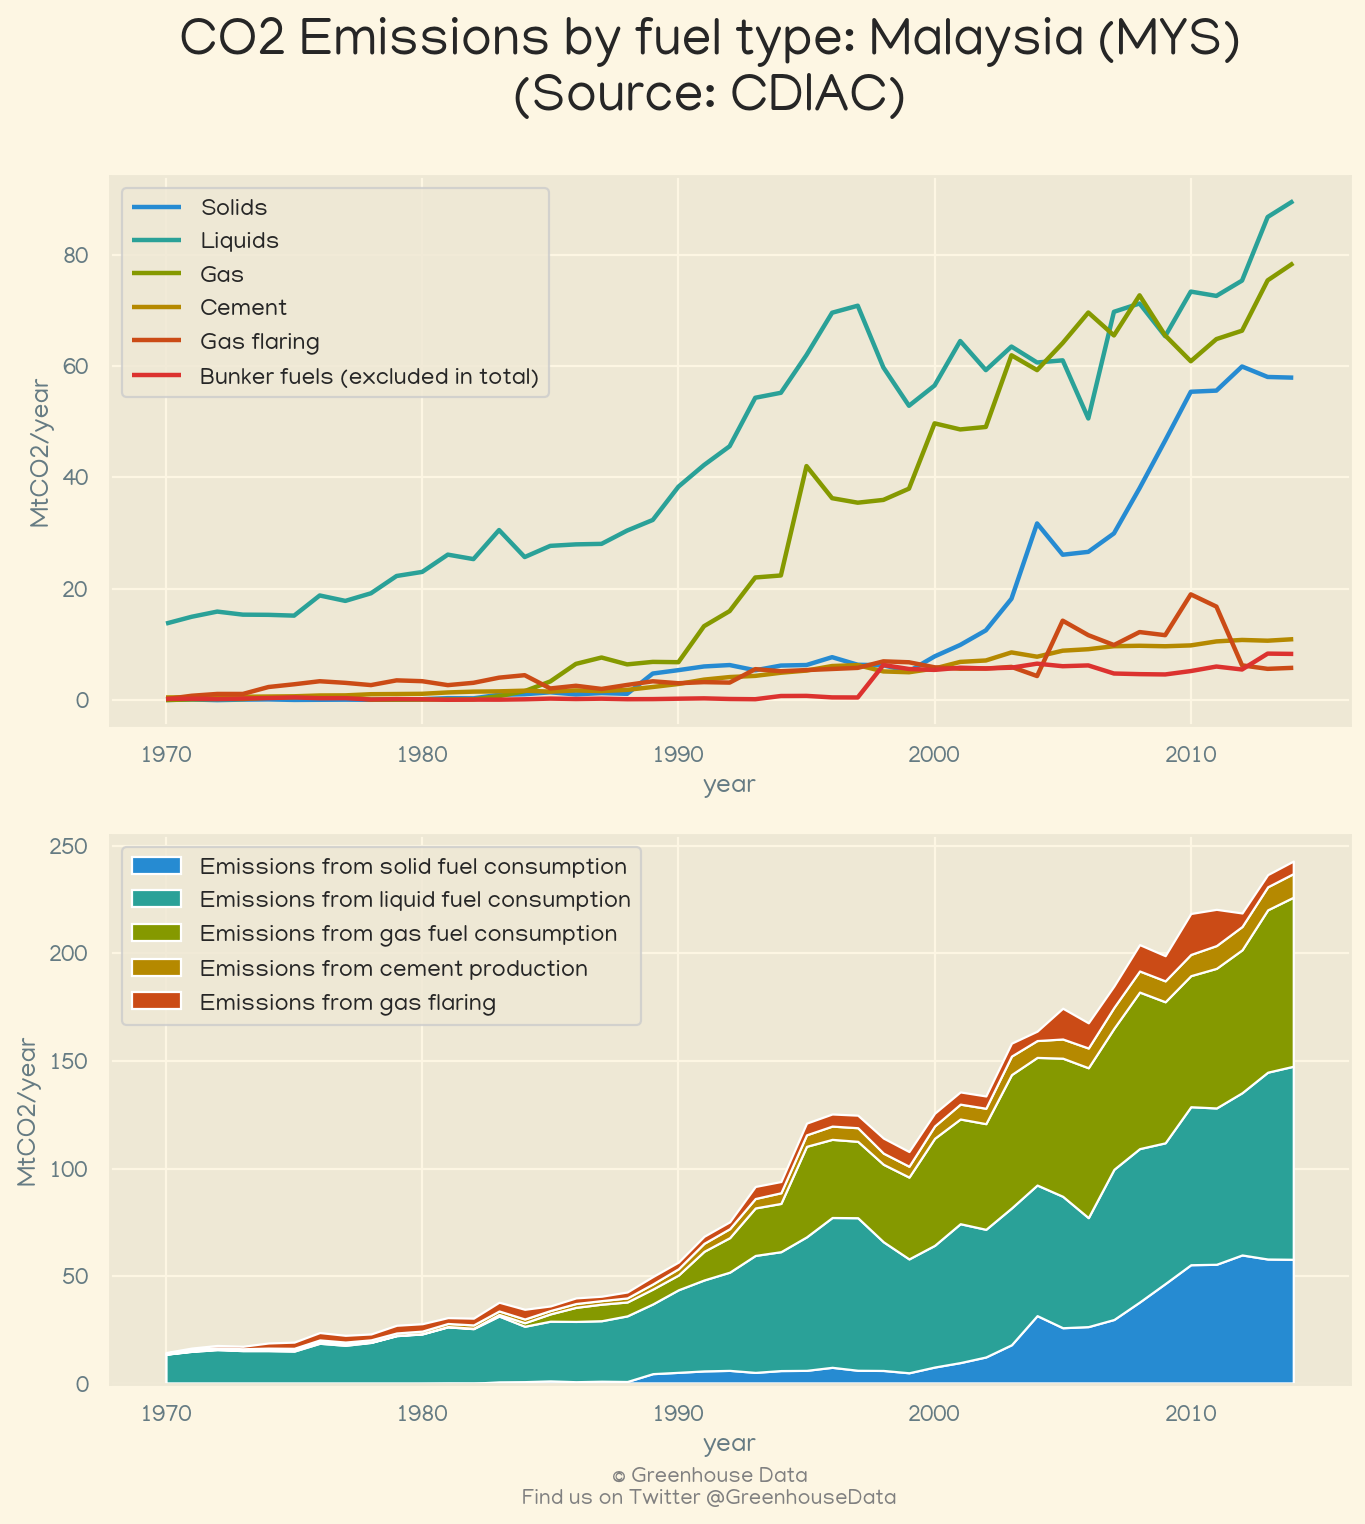 CO2 Emissions by fuel type: Malaysia (MYS)
(Source: CDIAC)
Solids
Liquids
Gas
Cement
Gas flaring
Bunker fuels (excluded in total)
MtCO2/year
80
60
40
20
0
1970 1980 1990 2000 2010
year
Emissions from solid fuel consumption
Emissions from liquid fuel consumption
Emissions from gas fuel consumption
Emissions from cement production
Emissions from gas flaring
MtCO2/year
250
200
150
100
50
0
1970 1980 1990 2000 2010
year
© Greenhouse Data
Find us on Twitter @GreenhouseData